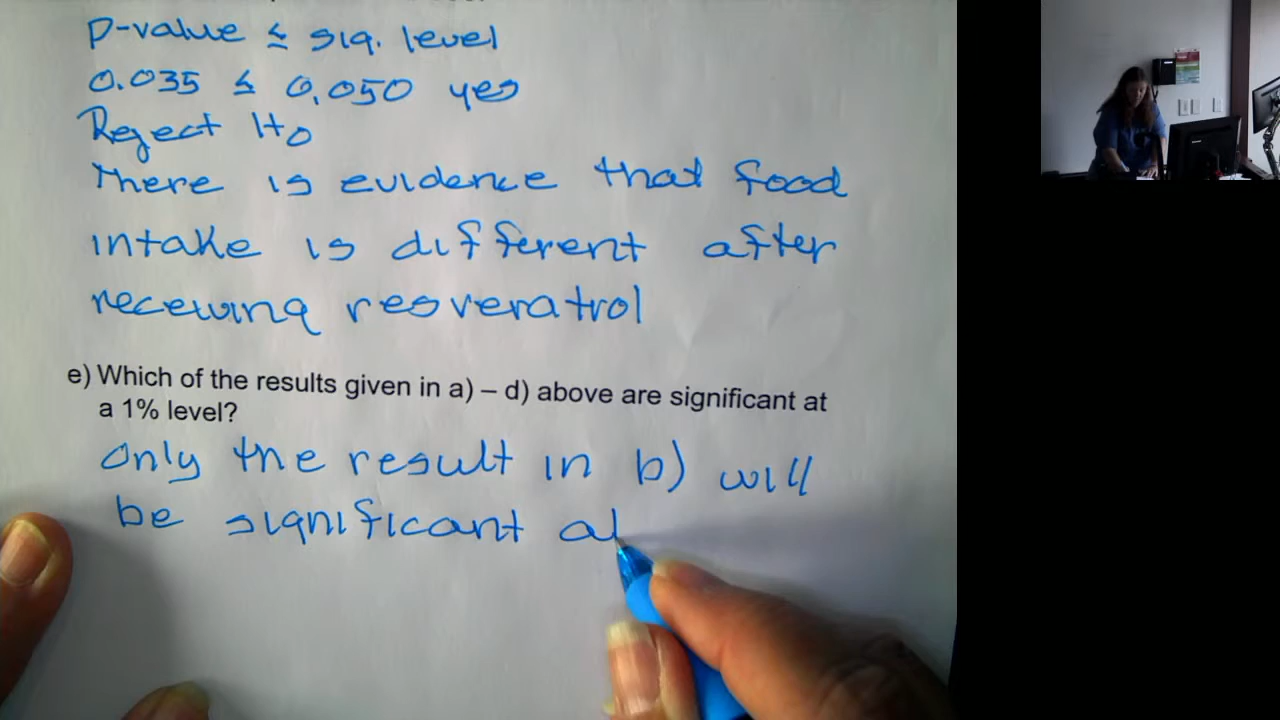 p-value ≤ sig. level
0.035 ≤ 0.050 yes
Reject H0
There is evidence that food
intake is different after
receiving resveratrol
e) Which of the results given in a) – d) above are significant at
a 1% level?
Only the result in b) will
be significant at